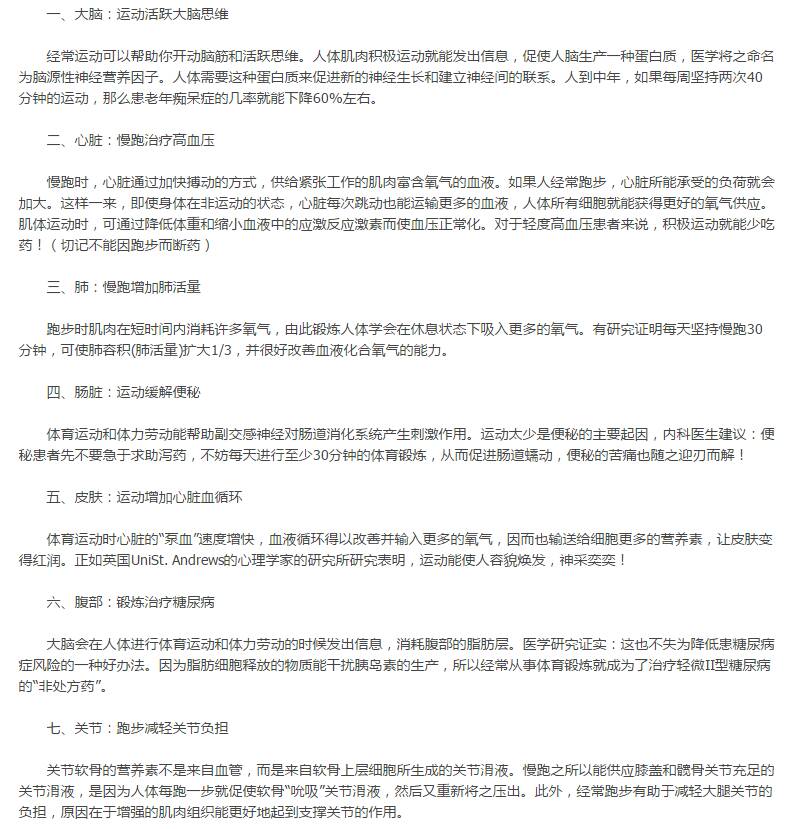 一、大脑：运动活跃大脑思维
经常运动可以帮助你开动脑筋和活跃思维。人体肌肉积极运动就能发出信息，促使人脑生产一种蛋白质，医学将之命名
为脑源性神经营养因子。人体需要这种蛋白质来促进新的神经生长和建立神经间的联系。人到中年，如果每周坚持两次40
分钟的运动，那么患老年痴呆症的几率就能下降60%左右。
二、心脏：慢跑治疗高血压
慢跑时，心脏通过加快搏动的方式，供给紧张工作的肌肉富含氧气的血液。如果人经常跑步，心脏所能承受的负荷就会
加大。这样一来，即使身体在非运动的状态，心脏每次跳动也能运输更多的血液，人体所有细胞就能获得更好的氧气供应。
肌体运动时，可通过降低体重和缩小血液中的应激反应激素而使血压正常化。对于轻度高血压患者来说，积极运动就能少吃
药！（切记不能因跑步而断药）
三、肺：慢跑增加肺活量
跑步时肌肉在短时间内消耗许多氧气，由此锻炼人体学会在休息状态下吸入更多的氧气。有研究证明每天坚持慢跑30
分钟，可使肺容积(肺活量)扩大1/3，并很好改善血液化合氧气的能力。
四、肠脏：运动缓解便秘
体育运动和体力劳动能帮助副交感神经对肠道消化系统产生刺激作用。运动太少是便秘的主要起因，内科医生建议：便
秘患者先不要急于求助泻药，不妨每天进行至少30分钟的体育锻炼，从而促进肠道蠕动，便秘的苦痛也随之迎刃而解！
五、皮肤：运动增加心脏血循环
体育运动时心脏的“泵血”速度增快，血液循环得以改善并输入更多的氧气，因而也输送给细胞更多的营养素，让皮肤变
得红润。正如英国UniSt. Andrews的心理学家的研究所研究表明，运动能使人容貌焕发，神采奕奕！
六、腹部：锻炼治疗糖尿病
大脑会在人体进行体育运动和体力劳动的时候发出信息，消耗腹部的脂肪层。医学研究证实：这也不失为降低患糖尿病
症风险的一种好办法。因为脂肪细胞释放的物质能干扰胰岛素的生产，所以经常从事体育锻炼就成为了治疗轻微II型糖尿病
的“非处方药”。
七、关节：跑步减轻关节负担
关节软骨的营养素不是来自血管，而是来自软骨上层细胞所生成的关节滑液。慢跑之所以能供应膝盖和髋骨关节充足的
关节滑液，是因为人体每跑一步就促使软骨“吮吸”关节滑液，然后又重新将之压出。此外，经常跑步有助于减轻大腿关节的
负担，原因在于增强的肌肉组织能更好地起到支撑关节的作用。